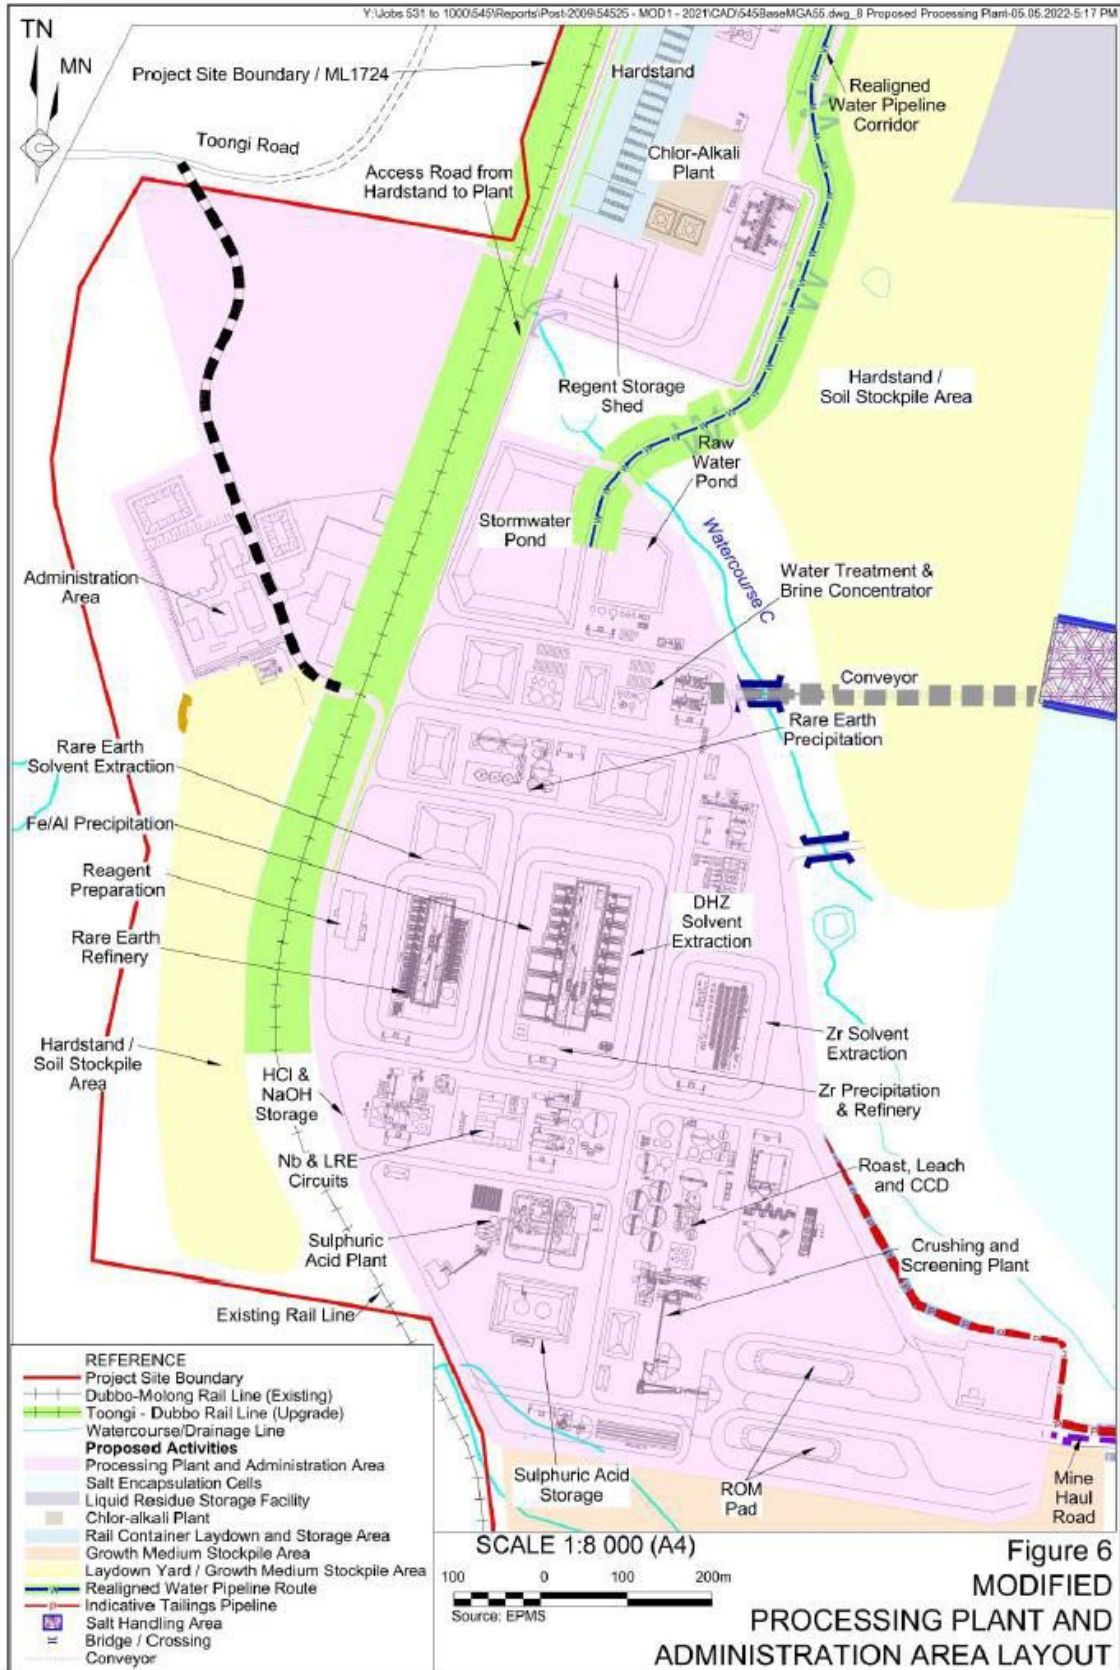 Y:\Jobs 531 to 1000\545\Reports\Post-2009\54525 - MOD1 - 2021\CAD\545BaseMGA55.dwg_8 Proposed Processing Plant-05.05.2022-5:17 PM
TN
MN
Project Site Boundary / ML1724
Toongi Road
Access Road from
Hardstand to Plant
Hardstand
Chlor-Alkali
Plant
Realigned
Water Pipeline
Corridor
Regent Storage
Shed
Hardstand /
Soil Stockpile Area
Raw
Water
Pond
Stormwater
Pond
Watercourse C
Administration
Area
Water Treatment &
Brine Concentrator
Conveyor
Rare Earth
Precipitation
Rare Earth
Solvent Extraction
Fe/Al Precipitation
Reagent
Preparation
Rare Earth
Refinery
DHZ
Solvent
Extraction
Hardstand /
Soil Stockpile
Area
HCl &
NaOH
Storage
Zr Solvent
Extraction
Zr Precipitation
& Refinery
Nb & LRE
Circuits
Roast, Leach
and CCD
Sulphuric
Acid Plant
Crushing and
Screening Plant
Existing Rail Line
Sulphuric Acid
Storage
ROM
Pad
Mine
Haul
Road
REFERENCE
Project Site Boundary
Dubbo-Molong Rail Line (Existing)
Toongi - Dubbo Rail Line (Upgrade)
Watercourse/Drainage Line
Proposed Activities
Processing Plant and Administration Area
Salt Encapsulation Cells
Liquid Residue Storage Facility
Chlor-alkali Plant
Rail Container Laydown and Storage Area
Growth Medium Stockpile Area
Laydown Yard / Growth Medium Stockpile Area
Realigned Water Pipeline Route
Indicative Tailings Pipeline
Salt Handling Area
Bridge / Crossing
Conveyor
SCALE 1:8 000 (A4)
100 0 100 200m
Source: EPMS
Figure 6
MODIFIED
PROCESSING PLANT AND
ADMINISTRATION AREA LAYOUT